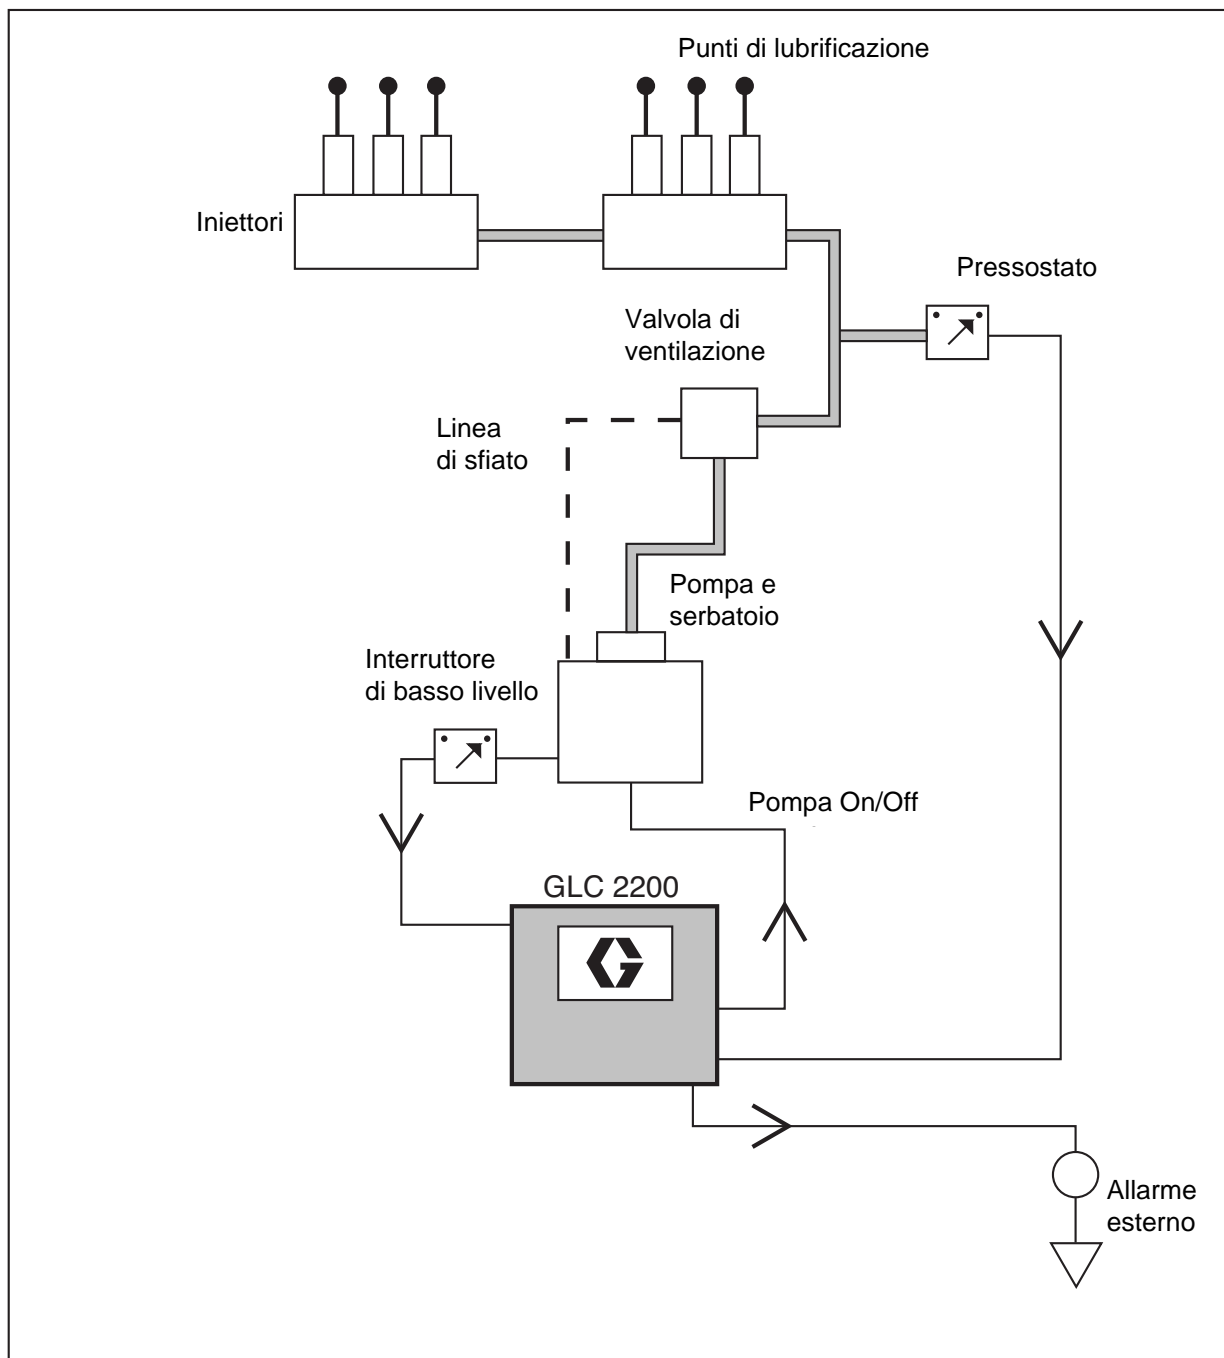 Punti di lubrificazione
Iniettori
Pressostato
Valvola di
ventilazione
Linea
di sfiato
Pompa e
serbatoio
Interruttore
di basso livello
Pompa On/Off
GLC 2200
Allarme
esterno